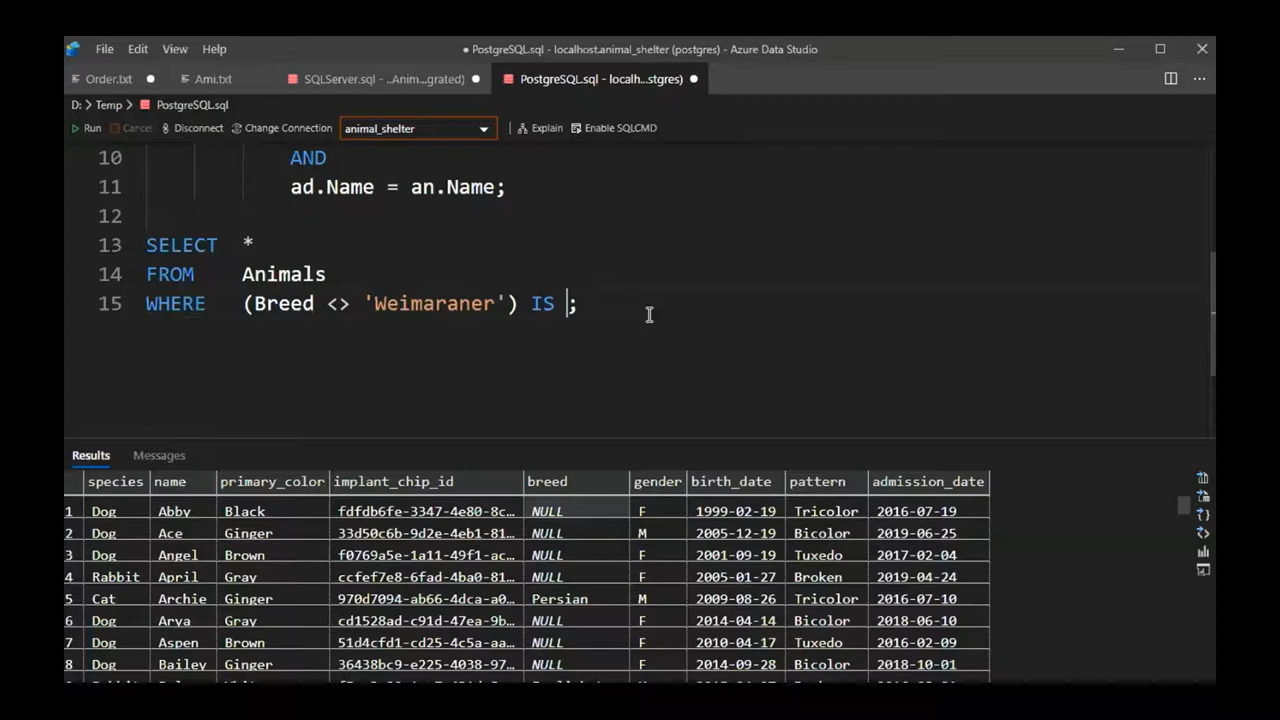 File Edit View Help ● PostgreSQL.sql - localhost.animal_shelter (postgres) - Azure Data Studio
Order.txt Ami.txt SQLServer.sql - ..Anim...grated) PostgreSQL.sql - localh...stgres)
D: > Temp > PostgreSQL.sql
Run Cancel Disconnect Change Connection animal_shelter Explain Enable SQLCMD
10 AND
11 ad.Name = an.Name;
12
13 SELECT *
14 FROM Animals
15 WHERE (Breed <> 'Weimaraner') IS ;
Results Messages
species name primary_color implant_chip_id breed gender birth_date pattern admission_date
1 Dog Abby Black fdfdb6fe-3347-4e80-8c... NULL F 1999-02-19 Tricolor 2016-07-19
2 Dog Ace Ginger 33d50c6b-9d2e-4eb1-81... NULL M 2005-12-19 Bicolor 2019-06-25
3 Dog Angel Brown f0769a5e-1a11-49f1-ac... NULL F 2001-09-19 Tuxedo 2017-02-04
4 Rabbit April Gray ccfef7e8-6fad-4ba0-81... NULL F 2005-01-27 Broken 2019-04-24
5 Cat Archie Ginger 970d7094-ab66-4dca-a0... Persian M 2009-08-26 Tricolor 2016-07-10
6 Dog Arya Gray cd1528ad-c91d-47ea-9b... NULL F 2014-04-14 Bicolor 2018-06-10
7 Dog Aspen Brown 51d4cfd1-cd25-4c5a-aa... NULL F 2010-04-17 Tuxedo 2016-02-09
8 Dog Bailey Ginger 36438bc9-e225-4038-97... NULL F 2014-09-28 Bicolor 2018-10-01